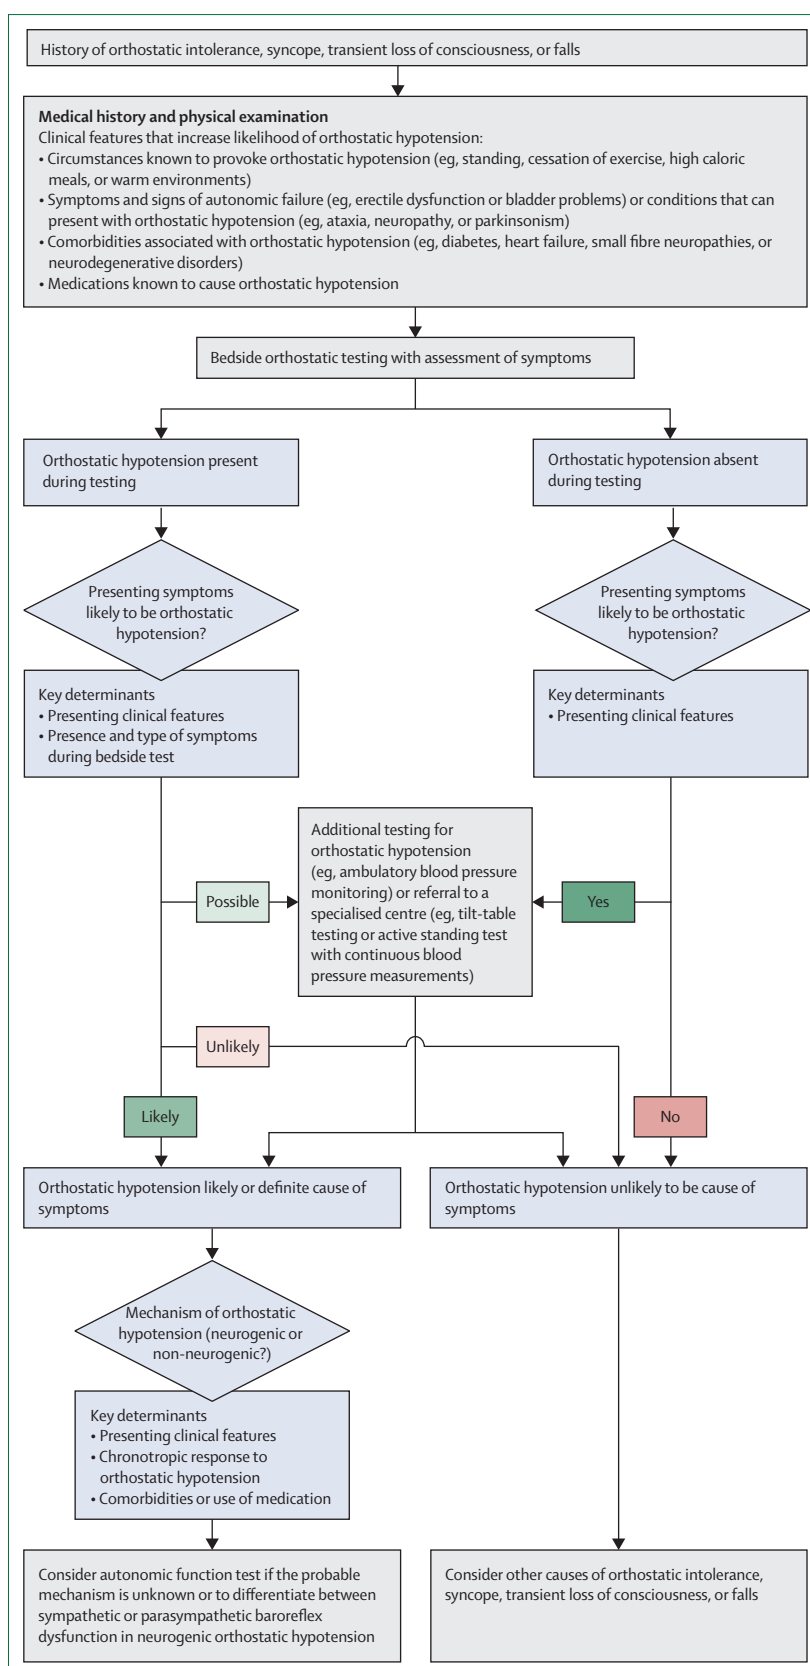 History of orthostatic intolerance, syncope, transient loss of consciousness, or falls
Medical history and physical examination
Clinical features that increase likelihood of orthostatic hypotension:
• Circumstances known to provoke orthostatic hypotension (eg, standing, cessation of exercise, high caloric
meals, or warm environments)
• Symptoms and signs of autonomic failure (eg, erectile dysfunction or bladder problems) or conditions that can
present with orthostatic hypotension (eg, ataxia, neuropathy, or parkinsonism)
• Comorbidities associated with orthostatic hypotension (eg, diabetes, heart failure, small fibre neuropathies, or
neurodegenerative disorders)
• Medications known to cause orthostatic hypotension
Bedside orthostatic testing with assessment of symptoms
Orthostatic hypotension present
during testing
Orthostatic hypotension absent
during testing
Presenting symptoms
likely to be orthostatic
hypotension?
Presenting symptoms
likely to be orthostatic
hypotension?
Key determinants
• Presenting clinical features
• Presence and type of symptoms
during bedside test
Key determinants
• Presenting clinical features
Additional testing for
orthostatic hypotension
(eg, ambulatory blood pressure
monitoring) or referral to a
specialised centre (eg, tilt-table
testing or active standing test
with continuous blood
pressure measurements)
Possible
Yes
Unlikely
Likely
No
Orthostatic hypotension likely or definite cause of
symptoms
Orthostatic hypotension unlikely to be cause of
symptoms
Mechanism of orthostatic
hypotension (neurogenic or
non-neurogenic?)
Key determinants
• Presenting clinical features
• Chronotropic response to
orthostatic hypotension
• Comorbidities or use of medication
Consider autonomic function test if the probable
mechanism is unknown or to differentiate between
sympathetic or parasympathetic baroreflex
dysfunction in neurogenic orthostatic hypotension
Consider other causes of orthostatic intolerance,
syncope, transient loss of consciousness, or falls